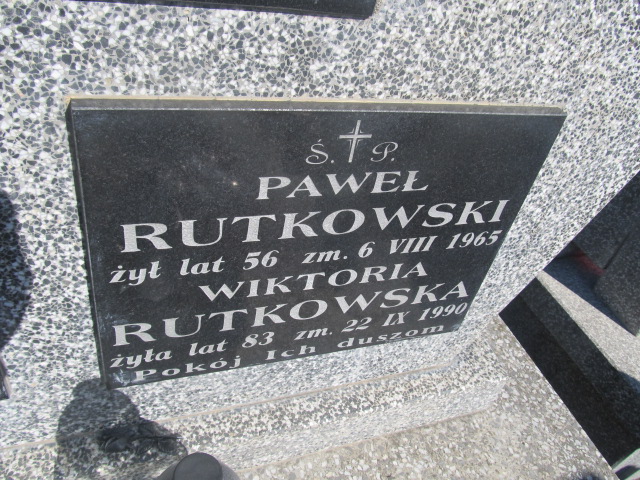 Ś. P.
PAWEŁ
RUTKOWSKI
żył lat 56 zm. 6 VIII 1965
WIKTORIA
RUTKOWSKA
żyła lat 83 zm. 22 IX 1990
Pokój Ich duszom